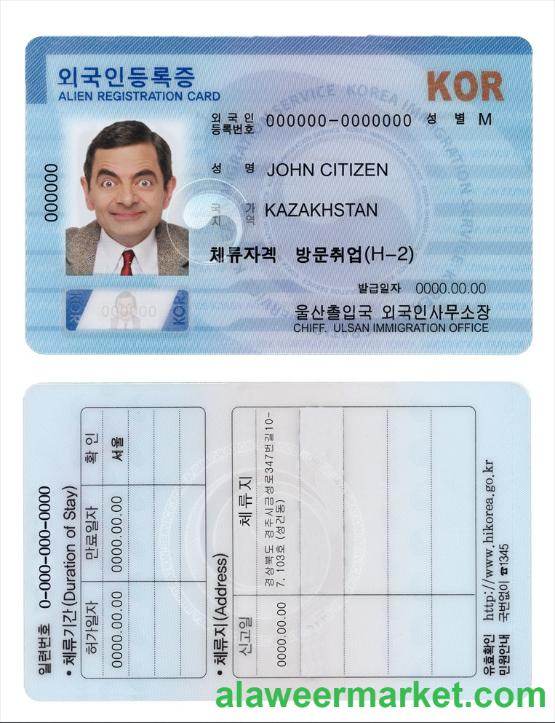 외국인등록증
ALIEN REGISTRATION CARD
KOR
외 국 인
등록번호 000000-0000000 성 별 M
성 명 JOHN CITIZEN
국 가
지 역 KAZAKHSTAN
체류자격 방문취업(H-2)
발급일자 0000.00.00
울산출입국 외국인사무소장
CHIFF, ULSAN IMMIGRATION OFFICE
000000
KOR 000000 KOR
KOREA IMMIGRATION SERVICE
일련번호 0-000-000-0000
• 체류기간(Duration of Stay)
허가일자 만료일자 확 인
0000.00.00 0000.00.00 서울
• 체류지(Address)
신고일 체 류 지
0000.00.00 경상북도 경주시금성로347번길10-
7, 103호 (성건동)
유효확인 http://www.hikorea.go.kr
민원안내 국번없이 ☎1345
alaweermarket.com